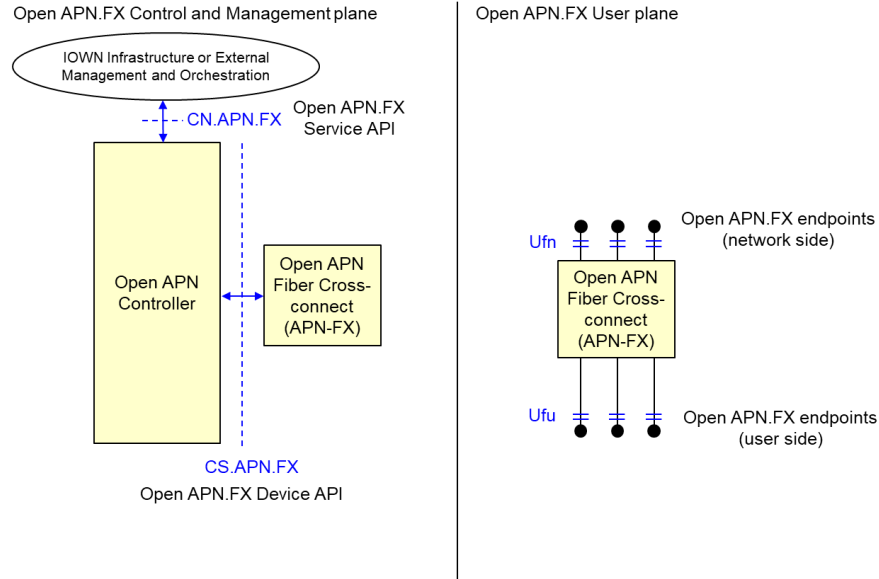 Open APN.FX Control and Management plane
IOWN Infrastructure or External
Management and Orchestration
CN.APN.FX
Open APN.FX
Service API
Open APN
Controller
Open APN
Fiber Cross-
connect
(APN-FX)
CS.APN.FX
Open APN.FX Device API
Open APN.FX User plane
Open APN.FX endpoints
(network side)
Ufn
Open APN
Fiber Cross-
connect
(APN-FX)
Ufu
Open APN.FX endpoints
(user side)